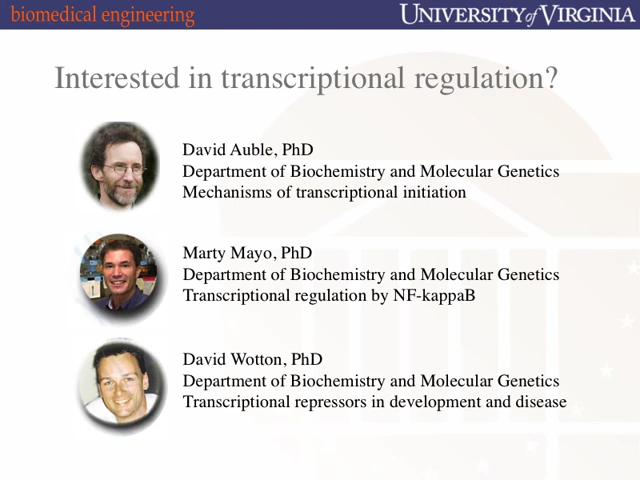 biomedical engineering
UNIVERSITY of VIRGINIA
Interested in transcriptional regulation?
David Auble, PhD
Department of Biochemistry and Molecular Genetics
Mechanisms of transcriptional initiation
Marty Mayo, PhD
Department of Biochemistry and Molecular Genetics
Transcriptional regulation by NF-kappaB
David Wotton, PhD
Department of Biochemistry and Molecular Genetics
Transcriptional repressors in development and disease